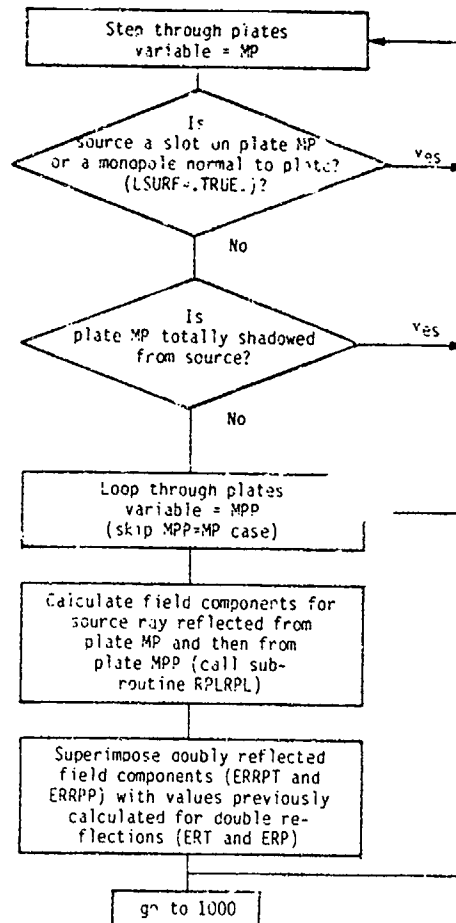 Step through plates
variable = MP
Is
source a slot on plate MP
or a monopole normal to plate?
(LSURF=.TRUE.)?
yes
No
Is
plate MP totally shadowed
from source?
yes
No
Loop through plates
variable = MPP
(skip MPP=MP case)
Calculate field components for
source ray reflected from
plate MP and then from
plate MPP (call sub-
routine RPLRPL)
Superimpose doubly reflected
field components (ERRPT and
ERRPP) with values previously
calculated for double re-
flections (ERT and ERP)
go to 1000